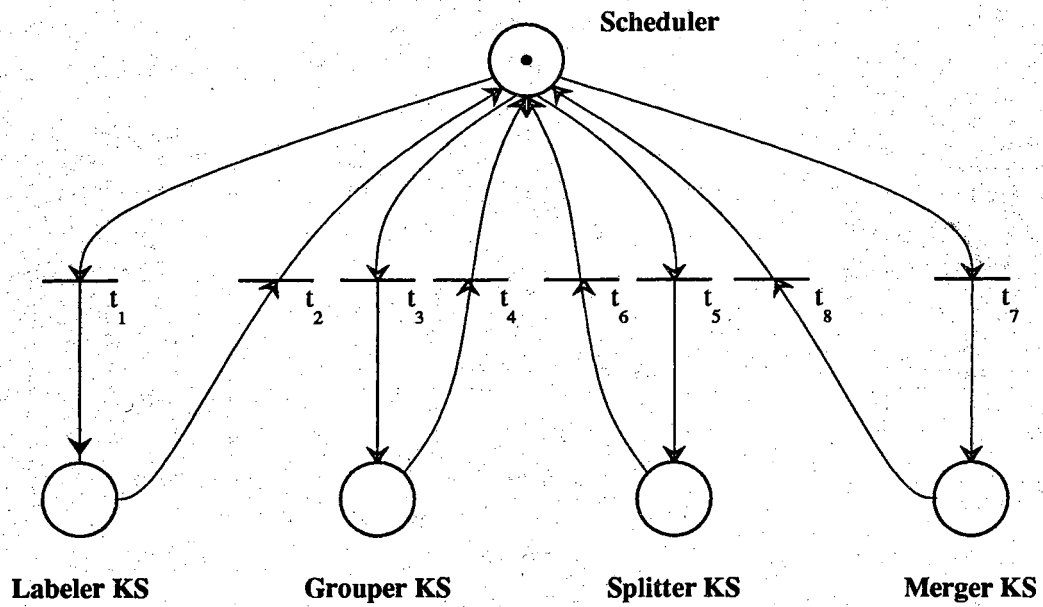 Scheduler
t1 t2 t3 t4 t6 t5 t8 t7
Labeler KS Grouper KS Splitter KS Merger KS